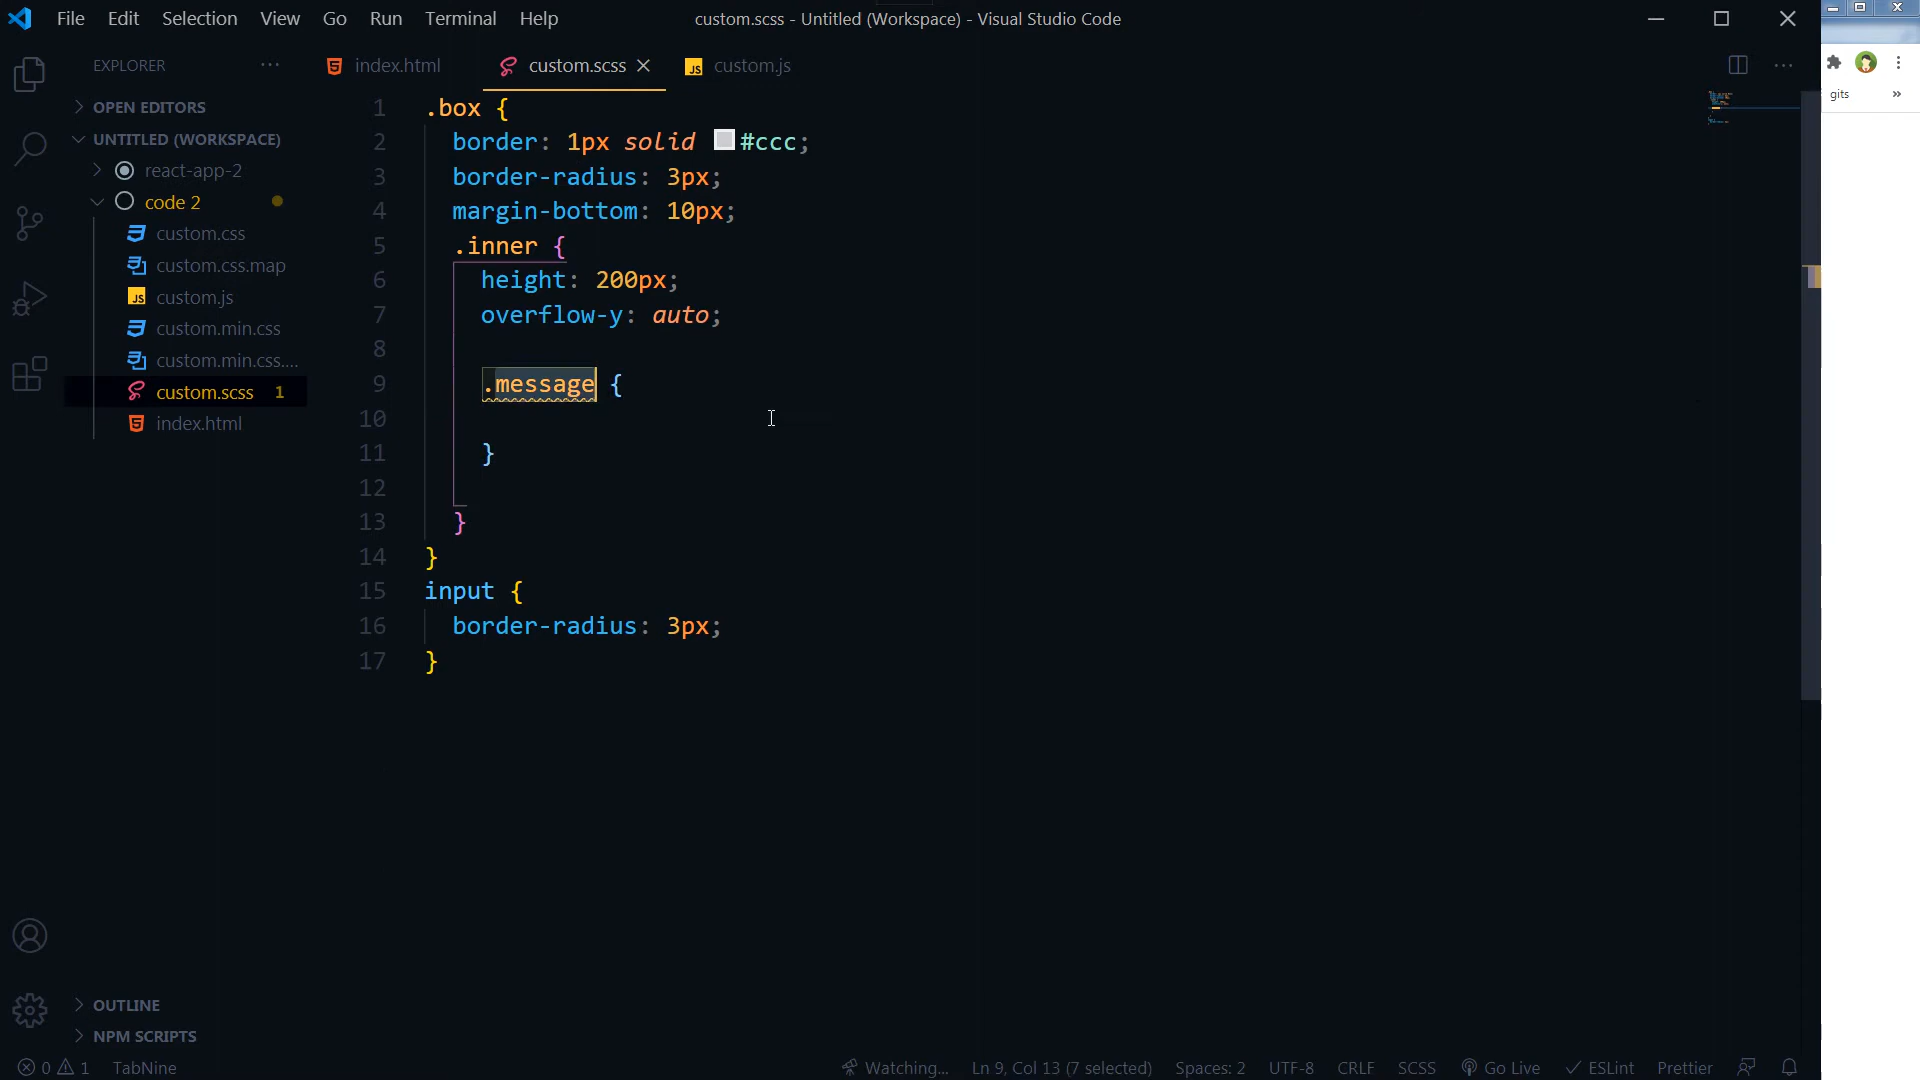 File Edit Selection View Go Run Terminal Help
custom.scss - Untitled (Workspace) - Visual Studio Code
EXPLORER
OPEN EDITORS
UNTITLED (WORKSPACE)
react-app-2
code 2
custom.css
custom.css.map
JS custom.js
custom.min.css
custom.min.css....
custom.scss 1
index.html
OUTLINE
NPM SCRIPTS
index.html
custom.scss
JS custom.js
1 .box {
2 border: 1px solid #ccc;
3 border-radius: 3px;
4 margin-bottom: 10px;
5 .inner {
6 height: 200px;
7 overflow-y: auto;
8
9 .message {
10
11 }
12
13 }
14 }
15 input {
16 border-radius: 3px;
17 }
gits »
0 1 TabNine Watching... Ln 9, Col 13 (7 selected) Spaces: 2 UTF-8 CRLF SCSS Go Live ESLint Prettier